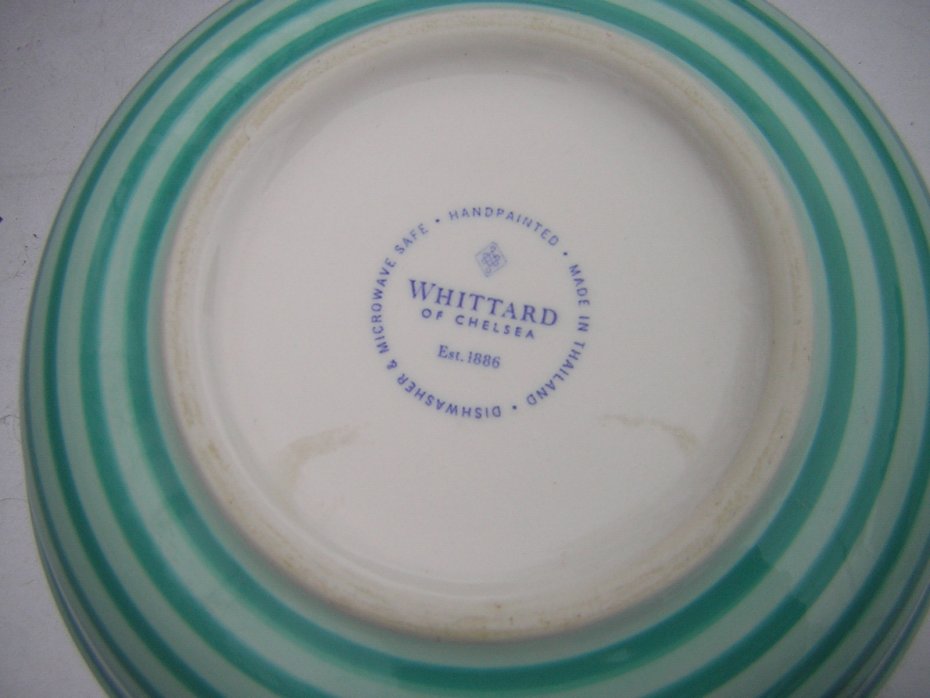 WHITTARD
OF CHELSEA
Est. 1886
HANDPAINTED • MADE IN THAILAND • DISHWASHER & MICROWAVE SAFE •